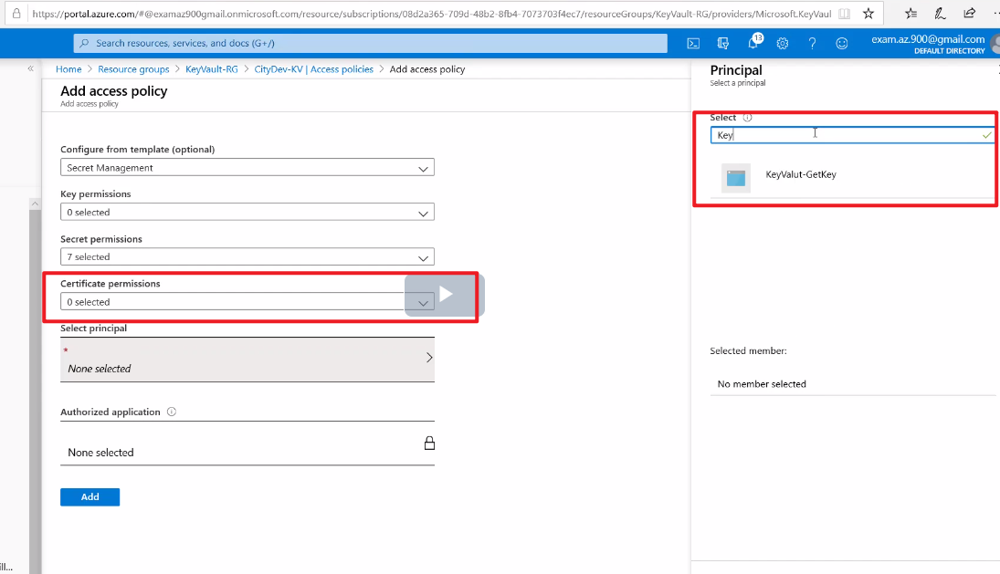 https://portal.azure.com/#@examaz900gmail.onmicrosoft.com/resource/subscriptions/08d2a365-709d-48b2-8fb4-7073703f4ec7/resourceGroups/KeyVault-RG/providers/Microsoft.KeyVaul
Search resources, services, and docs (G+/)
13
exam.az.900@gmail.com
DEFAULT DIRECTORY
Home > Resource groups > KeyVault-RG > CityDev-KV | Access policies > Add access policy
Add access policy
Add access policy
Configure from template (optional)
Secret Management
Key permissions
0 selected
Secret permissions
7 selected
Certificate permissions
0 selected
Select principal
*
None selected
Authorized application
None selected
Add
Principal
Select a principal
Select
Key
KeyValut-GetKey
Selected member:
No member selected
ill...